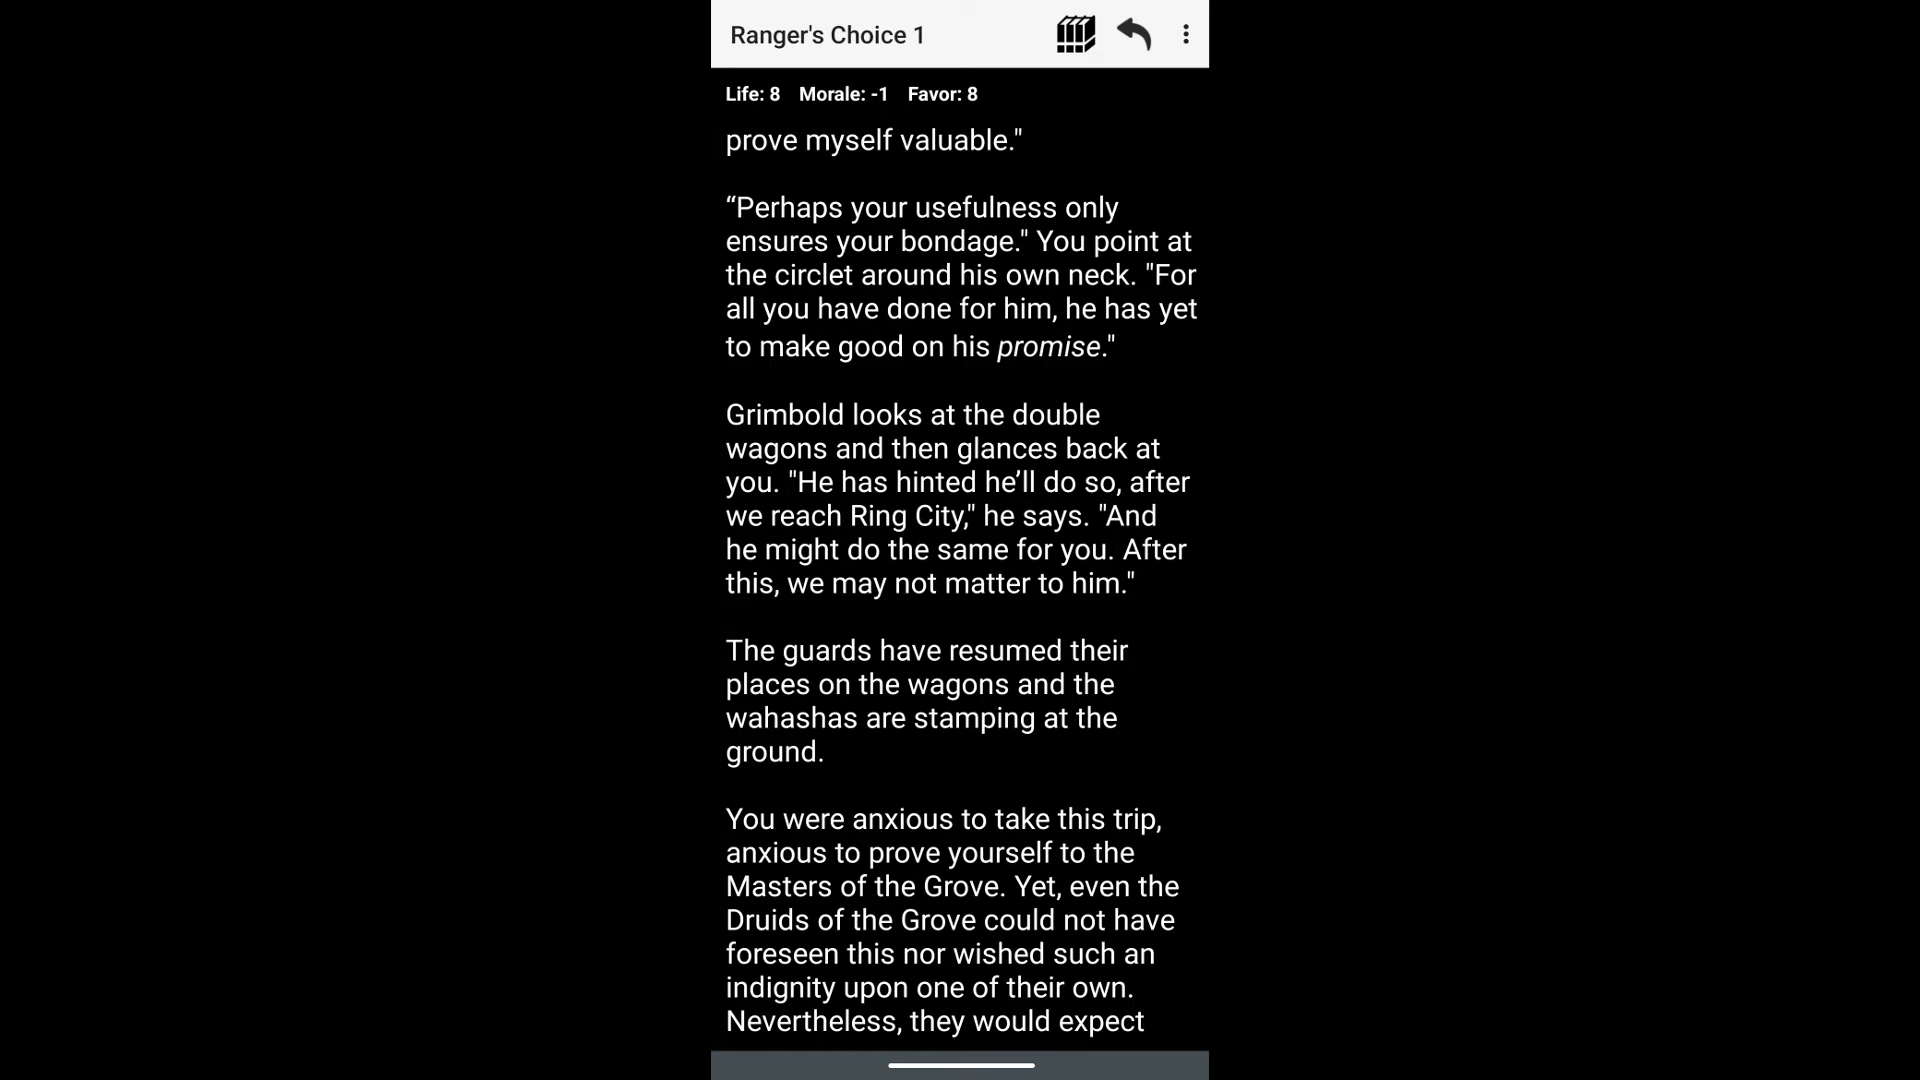 Ranger's Choice 1
Life: 8 Morale: -1 Favor: 8
prove myself valuable."
“Perhaps your usefulness only
ensures your bondage." You point at
the circlet around his own neck. "For
all you have done for him, he has yet
to make good on his promise."
Grimbold looks at the double
wagons and then glances back at
you. "He has hinted he’ll do so, after
we reach Ring City," he says. "And
he might do the same for you. After
this, we may not matter to him."
The guards have resumed their
places on the wagons and the
wahashas are stamping at the
ground.
You were anxious to take this trip,
anxious to prove yourself to the
Masters of the Grove. Yet, even the
Druids of the Grove could not have
foreseen this nor wished such an
indignity upon one of their own.
Nevertheless, they would expect